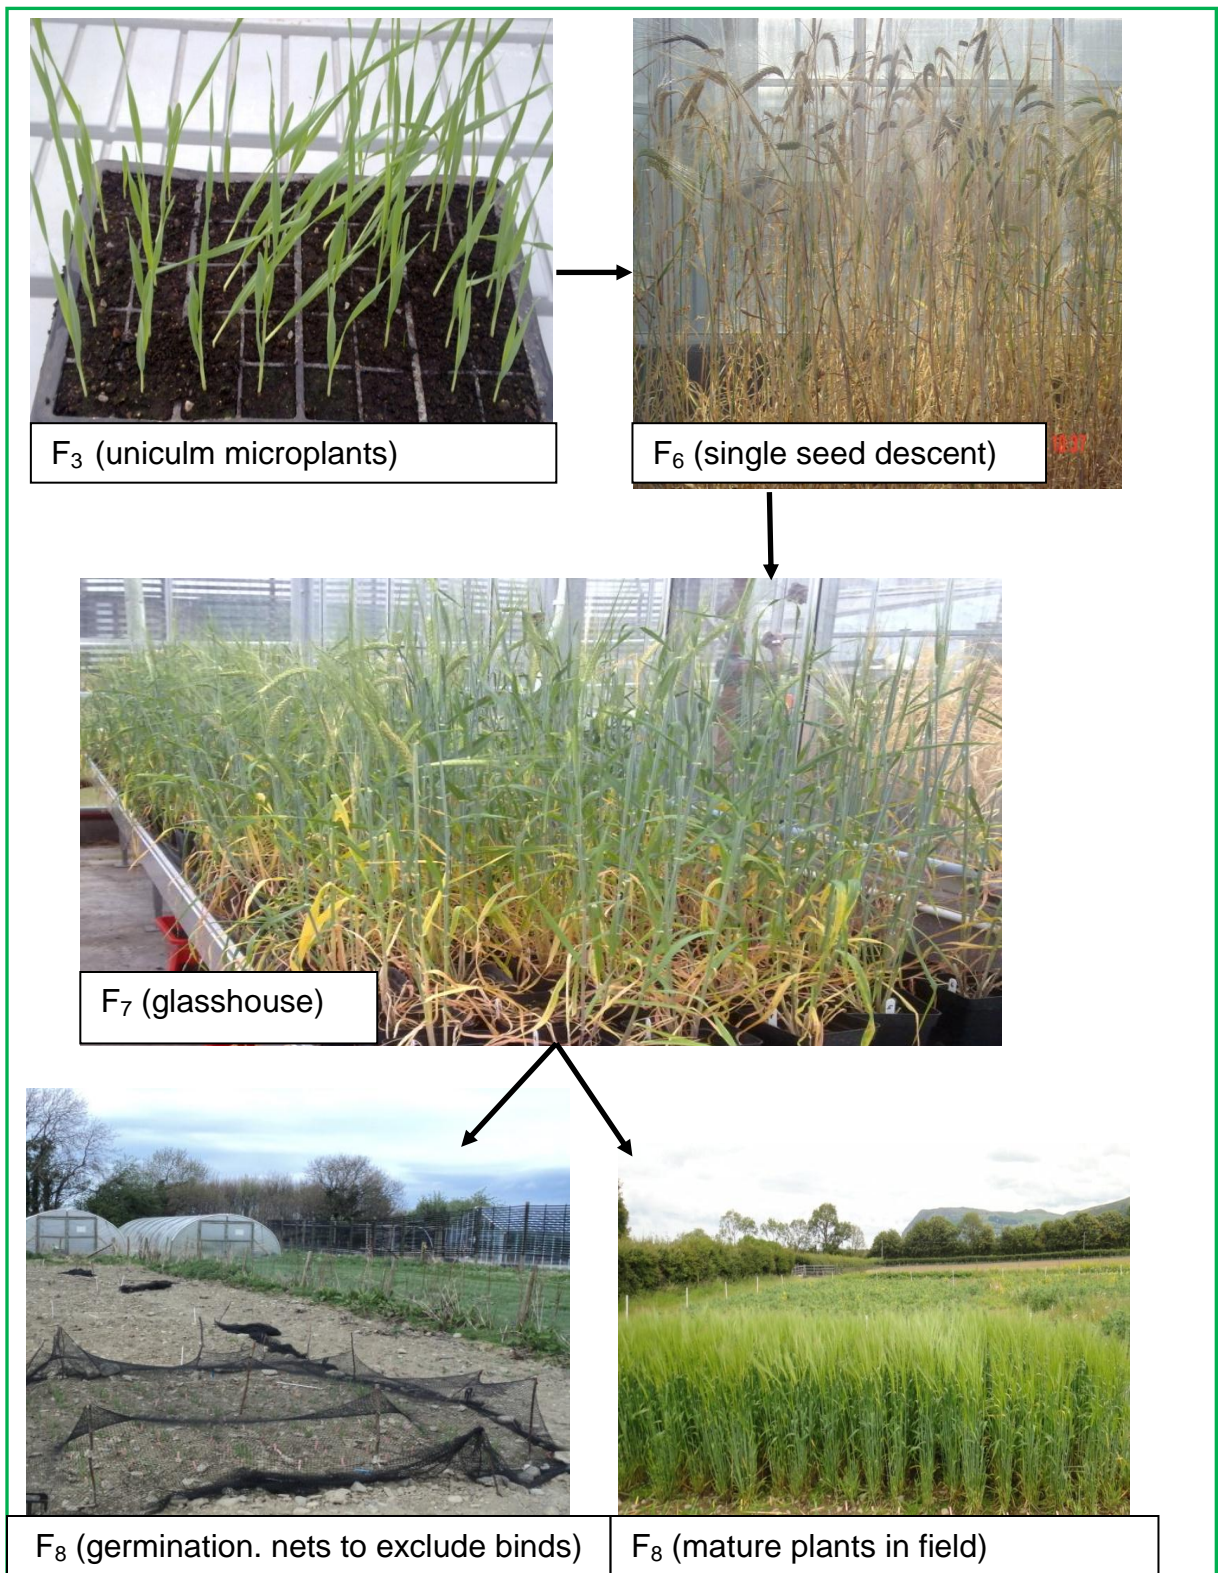 F₃ (uniculm microplants)
F₆ (single seed descent)
F₇ (glasshouse)
F₈ (germination. nets to exclude binds)
F₈ (mature plants in field)